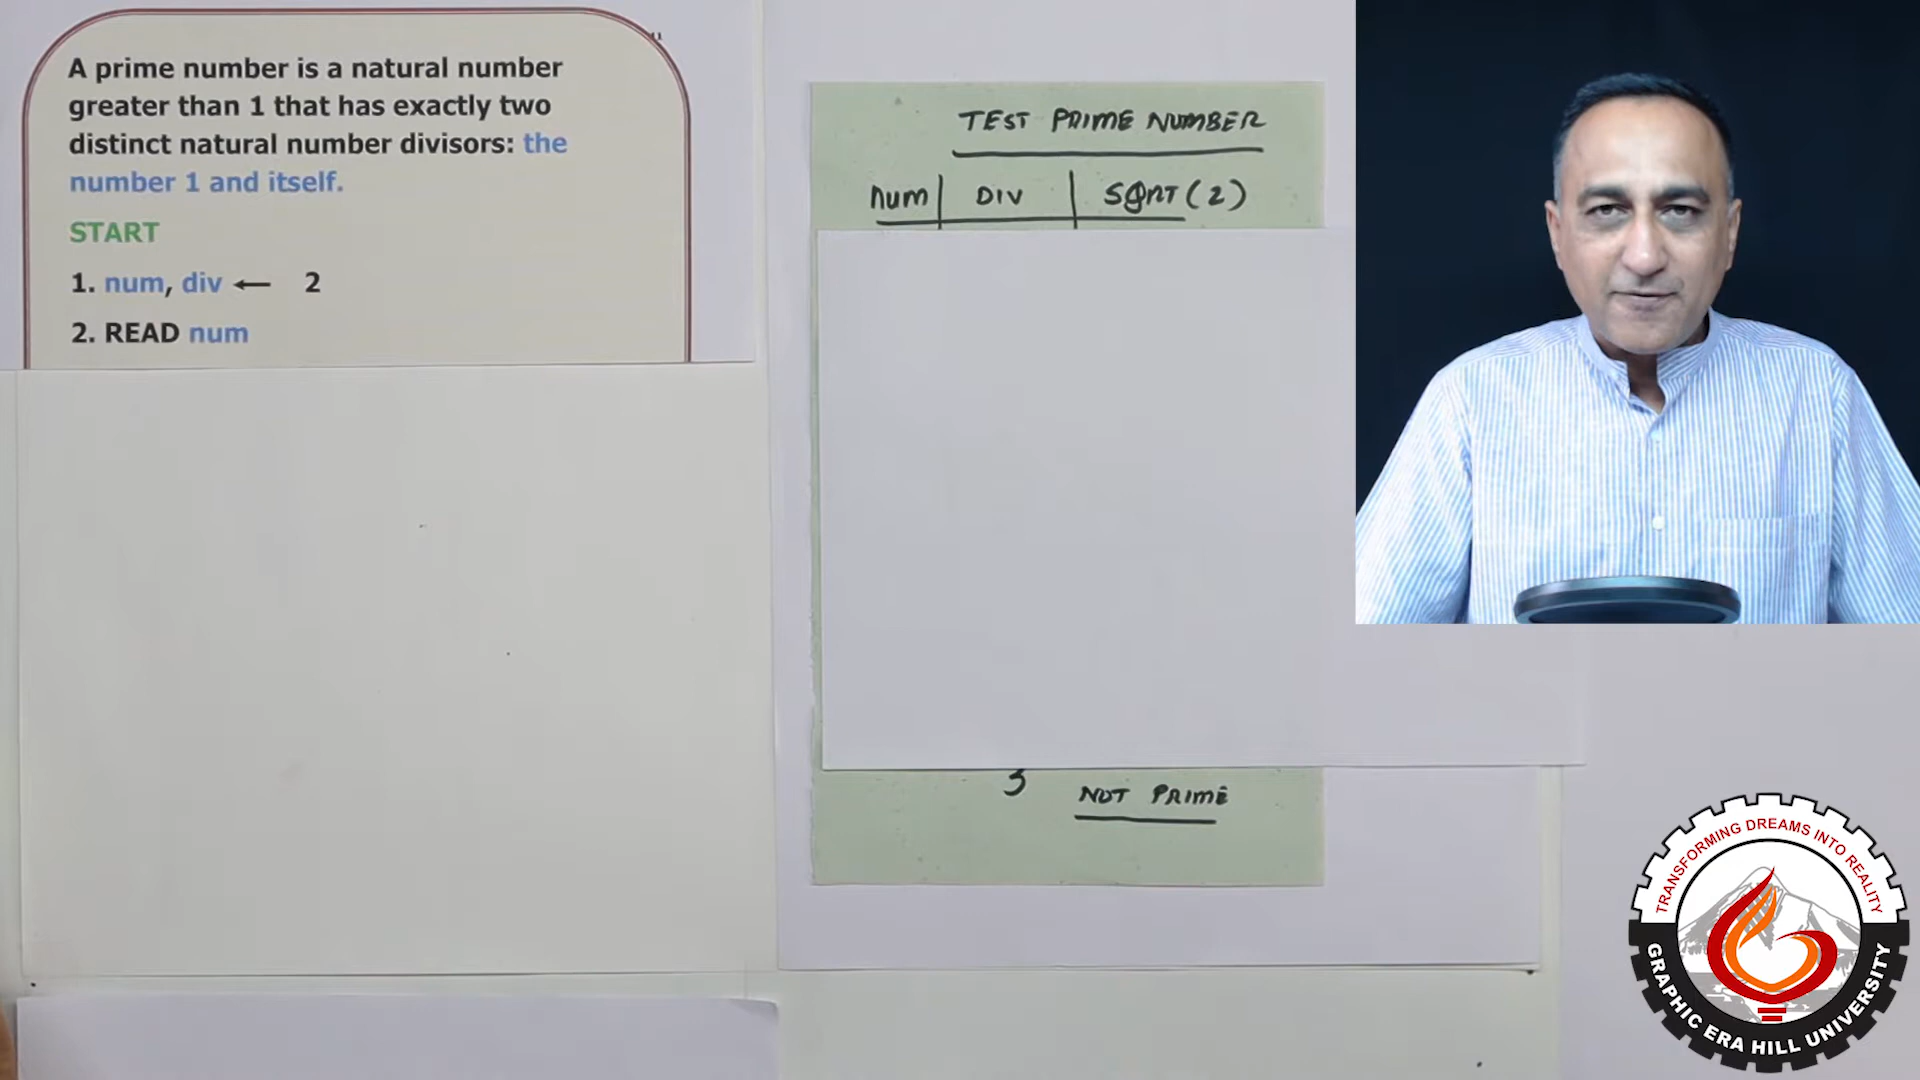 A prime number is a natural number
greater than 1 that has exactly two
distinct natural number divisors: the
number 1 and itself.
START
1. num, div ← 2
2. READ num
TEST PRIME NUMBER
num DIV SQRT(2)
NOT PRIME
TRANSFORMING DREAMS INTO REALITY
GRAPHIC ERA HILL UNIVERSITY